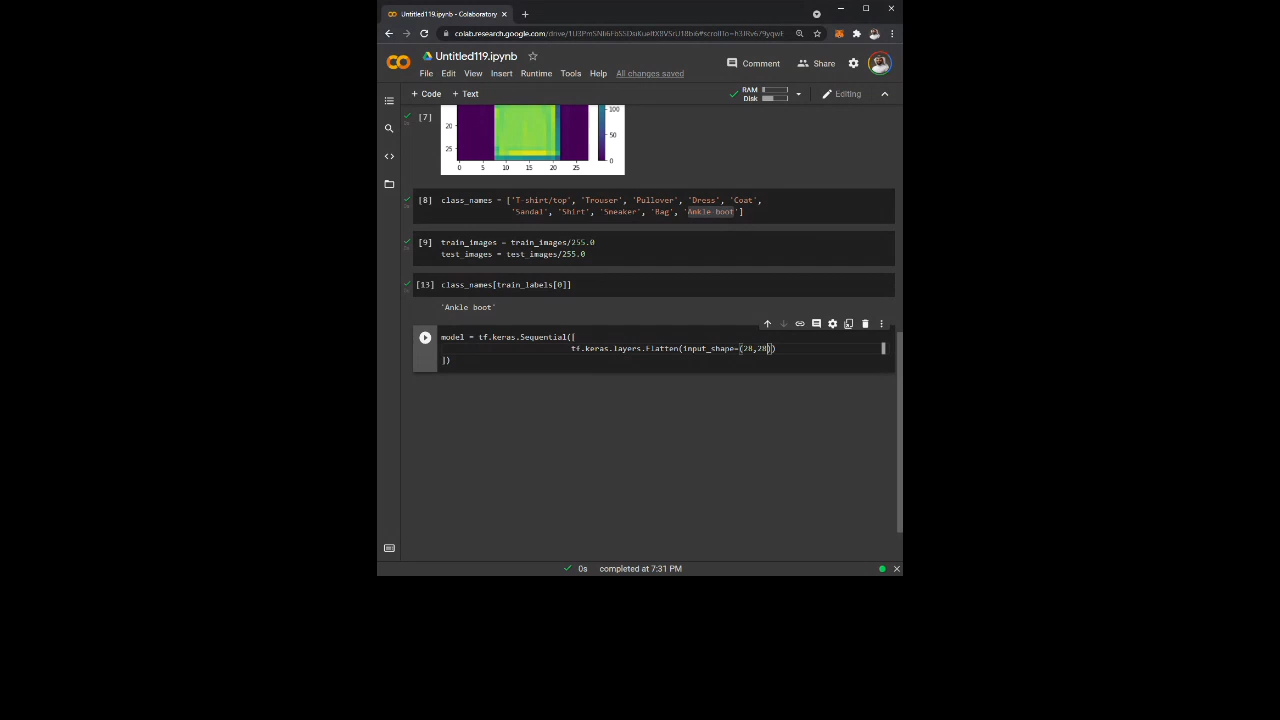 Untitled119.ipynb - Colaboratory
Untitled119.ipynb
Comment
Share
File Edit View Insert Runtime Tools Help All changes saved
+ Code + Text
RAM
Disk
Editing
[7]
100
50
0
20
25
0 5 10 15 20 25
[8] class_names = ['T-shirt/top', 'Trouser', 'Pullover', 'Dress', 'Coat',
'Sandal', 'Shirt', 'Sneaker', 'Bag', 'Ankle boot']
[9] train_images = train_images/255.0
test_images = test_images/255.0
[13] class_names[train_labels[0]]
'Ankle boot'
model = tf.keras.Sequential([
tf.keras.layers.Flatten(input_shape=(28,28))
])
0s completed at 7:31 PM